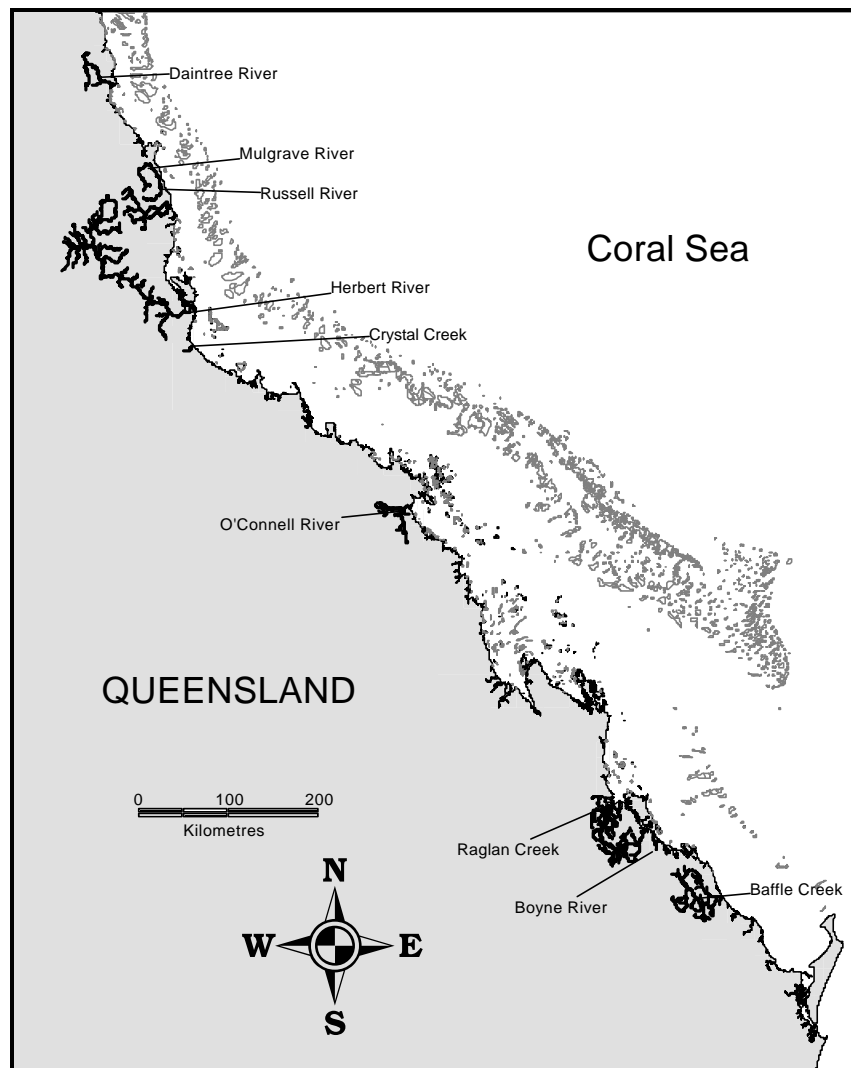 Daintree River
Mulgrave River
Russell River
Coral Sea
Herbert River
Crystal Creek
O'Connell River
QUEENSLAND
0 100 200
Kilometres
Raglan Creek
Boyne River
Baffle Creek
N
W E
S